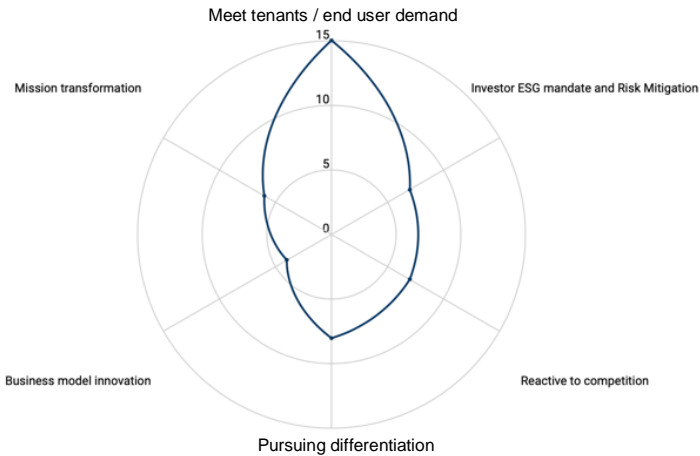 Meet tenants / end user demand
15
Mission transformation
Investor ESG mandate and Risk Mitigation
10
5
0
Business model innovation
Reactive to competition
Pursuing differentiation